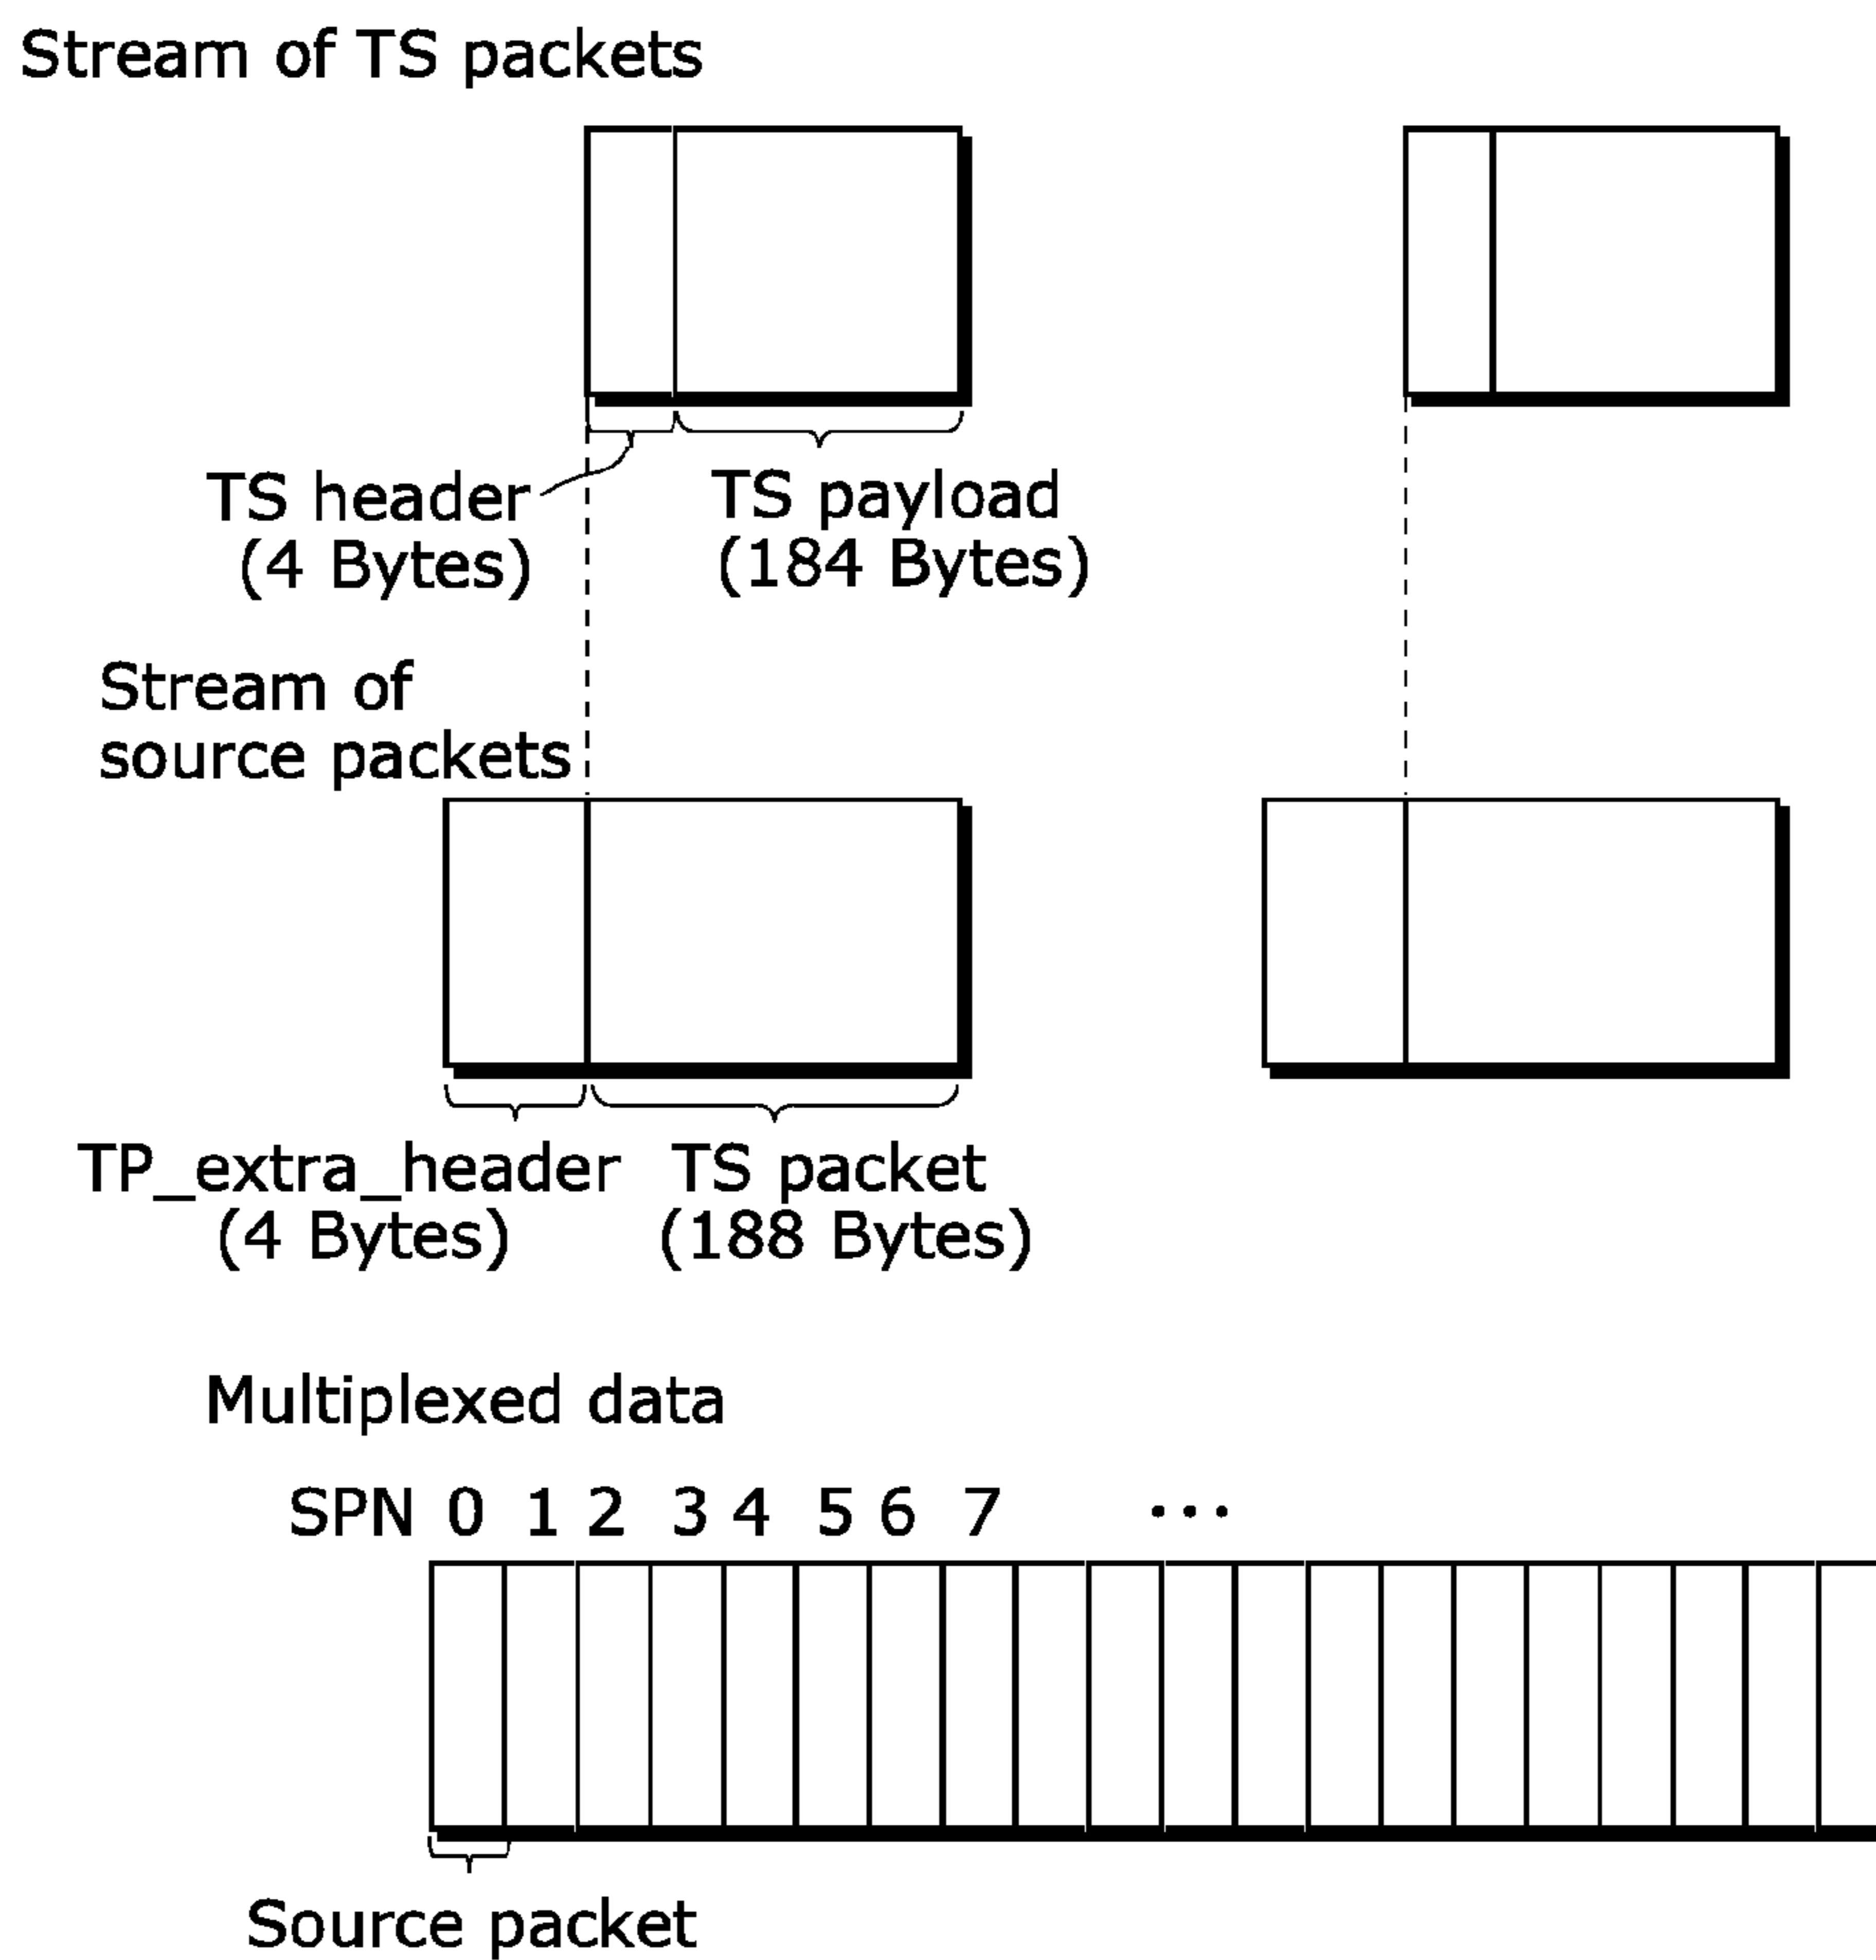 Stream of TS packets
TS header TS payload
(4 Bytes) (184 Bytes)
Stream of
source packets
TP_extra_header TS packet
(4 Bytes) (188 Bytes)
Multiplexed data
SPN 0 1 2 3 4 5 6 7 ...
Source packet